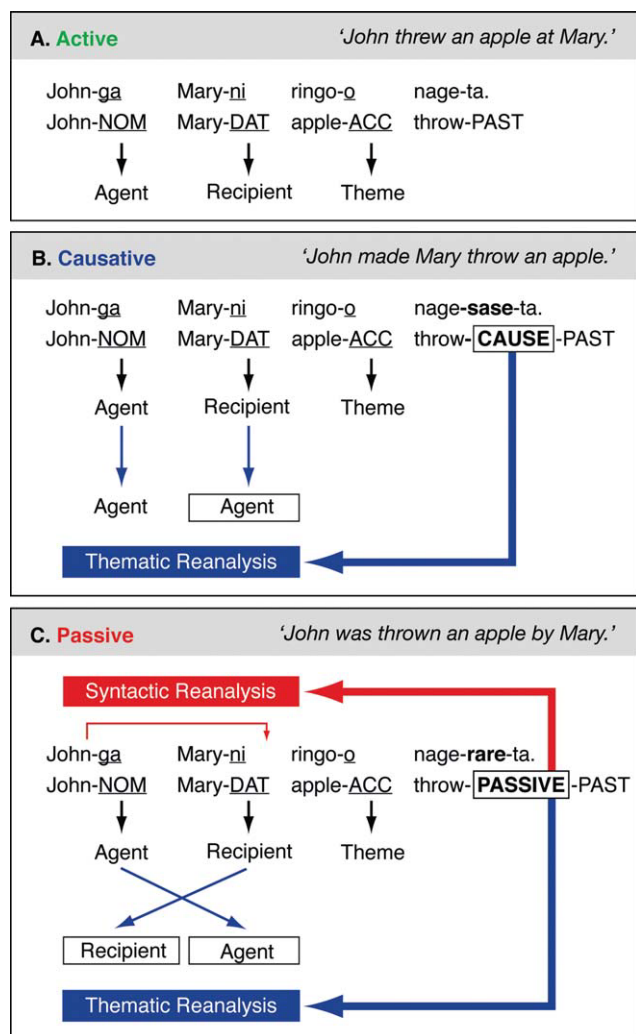 A. Active 'John threw an apple at Mary.'
John-ga Mary-ni ringo-o nage-ta.
John-NOM Mary-DAT apple-ACC throw-PAST
Agent Recipient Theme
B. Causative 'John made Mary throw an apple.'
John-ga Mary-ni ringo-o nage-sase-ta.
John-NOM Mary-DAT apple-ACC throw-CAUSE-PAST
Agent Recipient Theme
Agent Agent
Thematic Reanalysis
C. Passive 'John was thrown an apple by Mary.'
Syntactic Reanalysis
John-ga Mary-ni ringo-o nage-rare-ta.
John-NOM Mary-DAT apple-ACC throw-PASSIVE-PAST
Agent Recipient Theme
Recipient Agent
Thematic Reanalysis